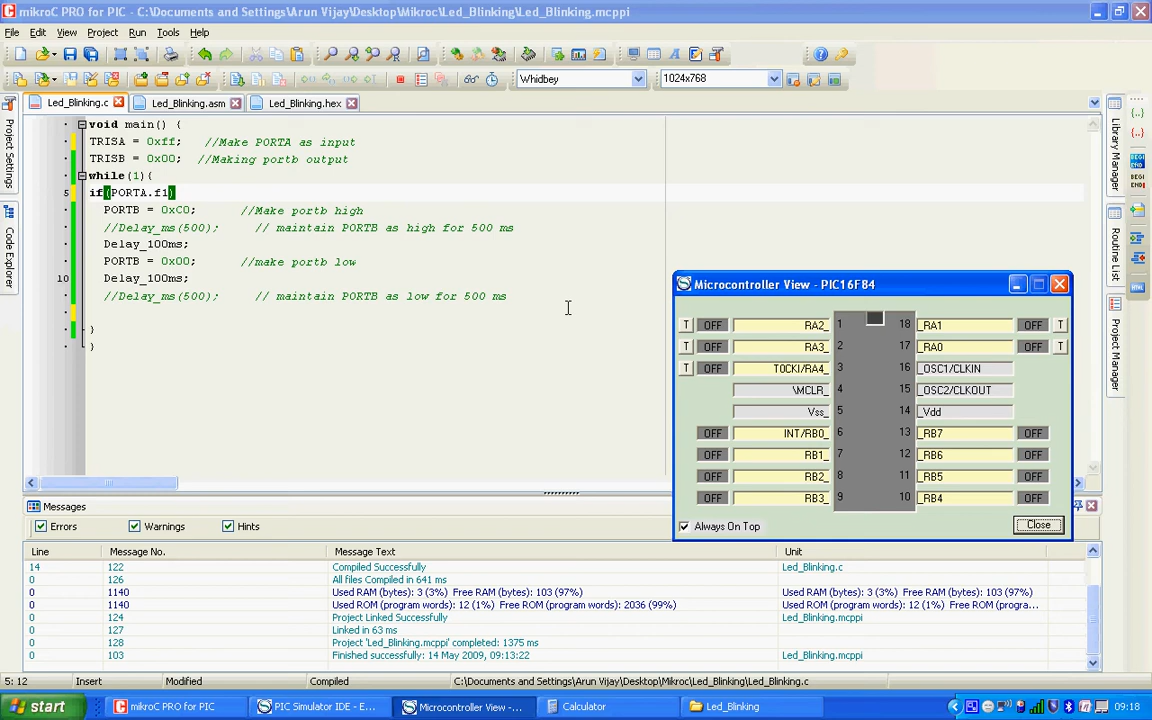 mikroC PRO for PIC - C:\Documents and Settings\Arun Vijay\Desktop\Mikroc\Led_Blinking\Led_Blinking.mcppi
File Edit View Project Run Tools Help
Whidbey 1024x768
Led_Blinking.c Led_Blinking.asm Led_Blinking.hex
Project Settings
Code Explorer
void main() {
TRISA = 0xff; //Make PORTA as input
TRISB = 0x00; //Making portb output
while(1){
5 if(PORTA.f1)
PORTB = 0xC0; //Make portb high
//Delay_ms(500); // maintain PORTB as high for 500 ms
Delay_100ms;
PORTB = 0x00; //make portb low
10 Delay_100ms;
//Delay_ms(500); // maintain PORTB as low for 500 ms
}
}
Library Manager
Routine List
Project Manager
BEGIN
BEGIN
END
Microcontroller View - PIC16F84
T OFF RA2_ 1 18 _RA1 OFF T
T OFF RA3_ 2 17 _RA0 OFF T
T OFF T0CKI/RA4_ 3 16 _OSC1/CLKIN
\MCLR_ 4 15 _OSC2/CLKOUT
Vss_ 5 14 _Vdd
OFF INT/RB0_ 6 13 _RB7 OFF
OFF RB1_ 7 12 _RB6 OFF
OFF RB2_ 8 11 _RB5 OFF
OFF RB3_ 9 10 _RB4 OFF
Always On Top Close
Messages
Errors Warnings Hints
Line Message No. Message Text Unit
14 122 Compiled Successfully Led_Blinking.c
0 126 All files Compiled in 641 ms
0 1140 Used RAM (bytes): 3 (3%) Free RAM (bytes): 103 (97%) Used RAM (bytes): 3 (3%) Free RAM (bytes): 103 (97%)
0 1140 Used ROM (program words): 12 (1%) Free ROM (program words): 2036 (99%) Used ROM (program words): 12 (1%) Free ROM (progra...
0 124 Project Linked Successfully Led_Blinking.mcppi
0 127 Linked in 63 ms
0 128 Project 'Led_Blinking.mcppi' completed: 1375 ms
0 103 Finished successfully: 14 May 2009, 09:13:22 Led_Blinking.mcppi
5: 12 Insert Modified Compiled C:\Documents and Settings\Arun Vijay\Desktop\Mikroc\Led_Blinking\Led_Blinking.c
start mikroC PRO for PIC PIC Simulator IDE - E... Microcontroller View -... Calculator Led_Blinking 09:18